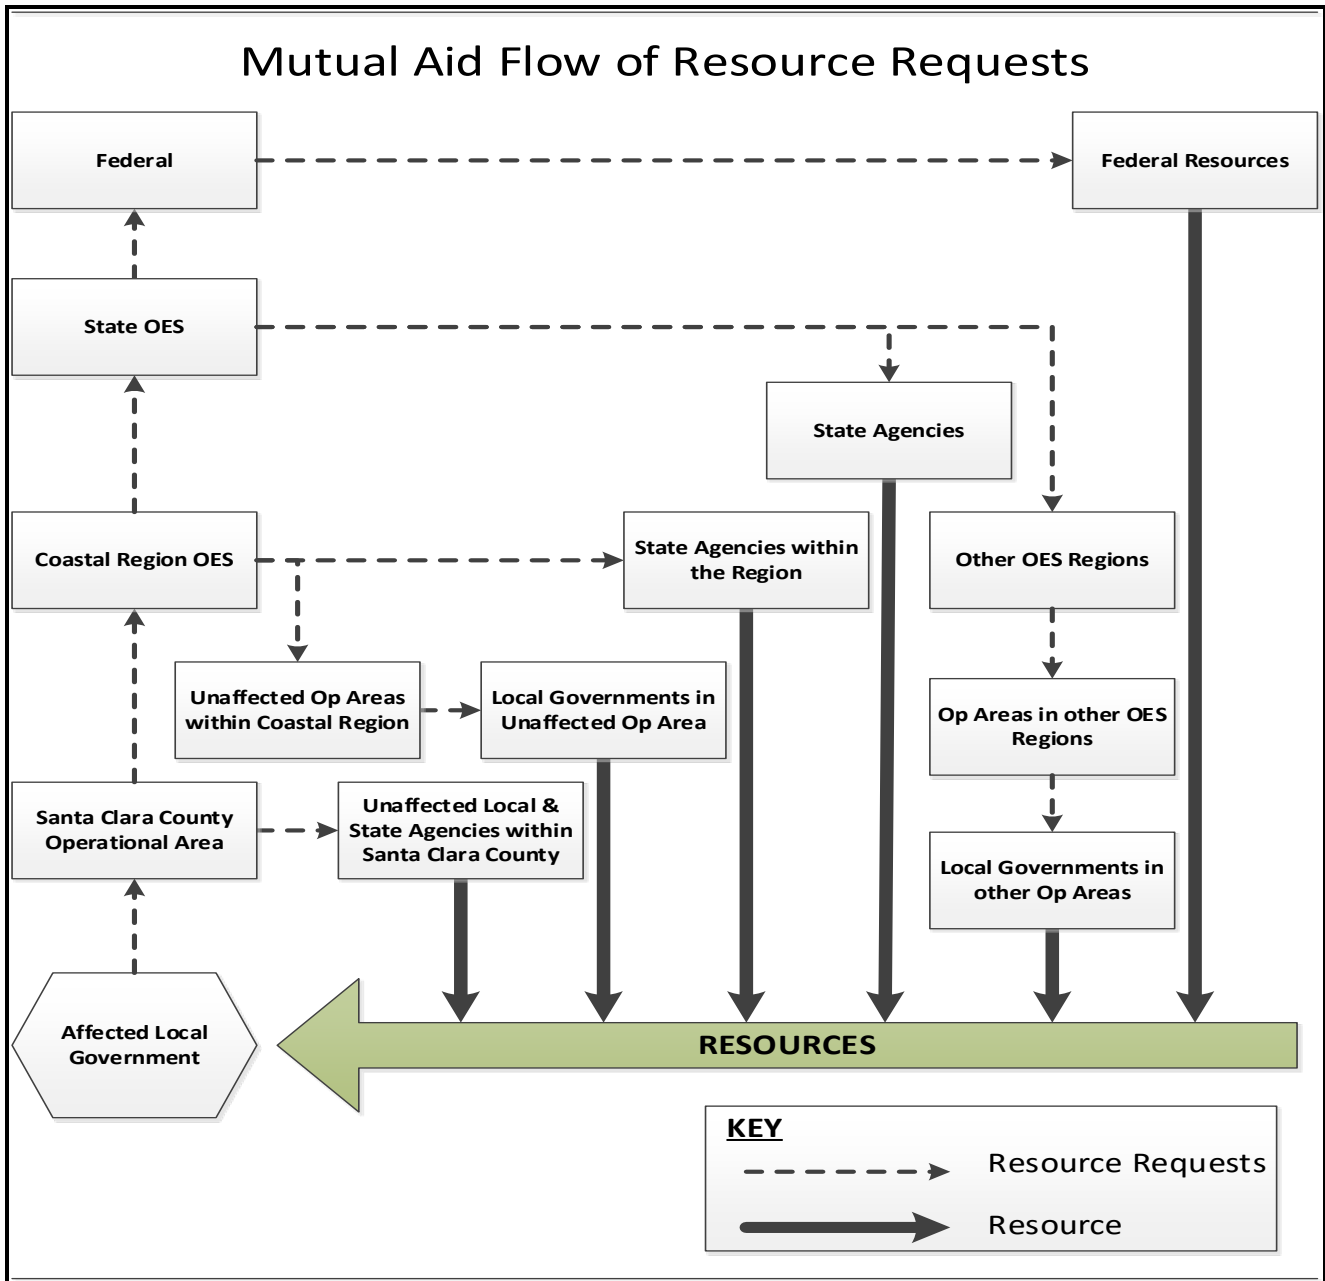 Mutual Aid Flow of Resource Requests
Federal
Federal Resources
State OES
State Agencies
Coastal Region OES
State Agencies within
the Region
Other OES Regions
Unaffected Op Areas
within Coastal Region
Local Governments in
Unaffected Op Area
Op Areas in other OES
Regions
Santa Clara County
Operational Area
Unaffected Local &
State Agencies within
Santa Clara County
Local Governments in
other Op Areas
Affected Local
Government
RESOURCES
KEY
Resource Requests
Resource